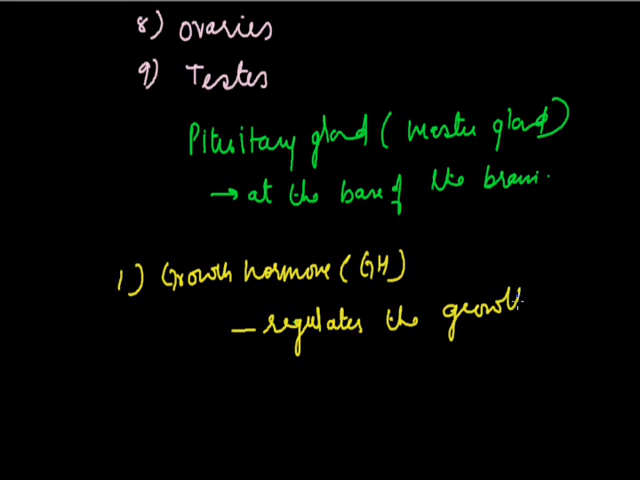 8) Ovaries
9) Testes
Pituitary gland ( Master gland)
→ at the base of the brain.
1) Growth hormone ( GH)
– regulates the growth